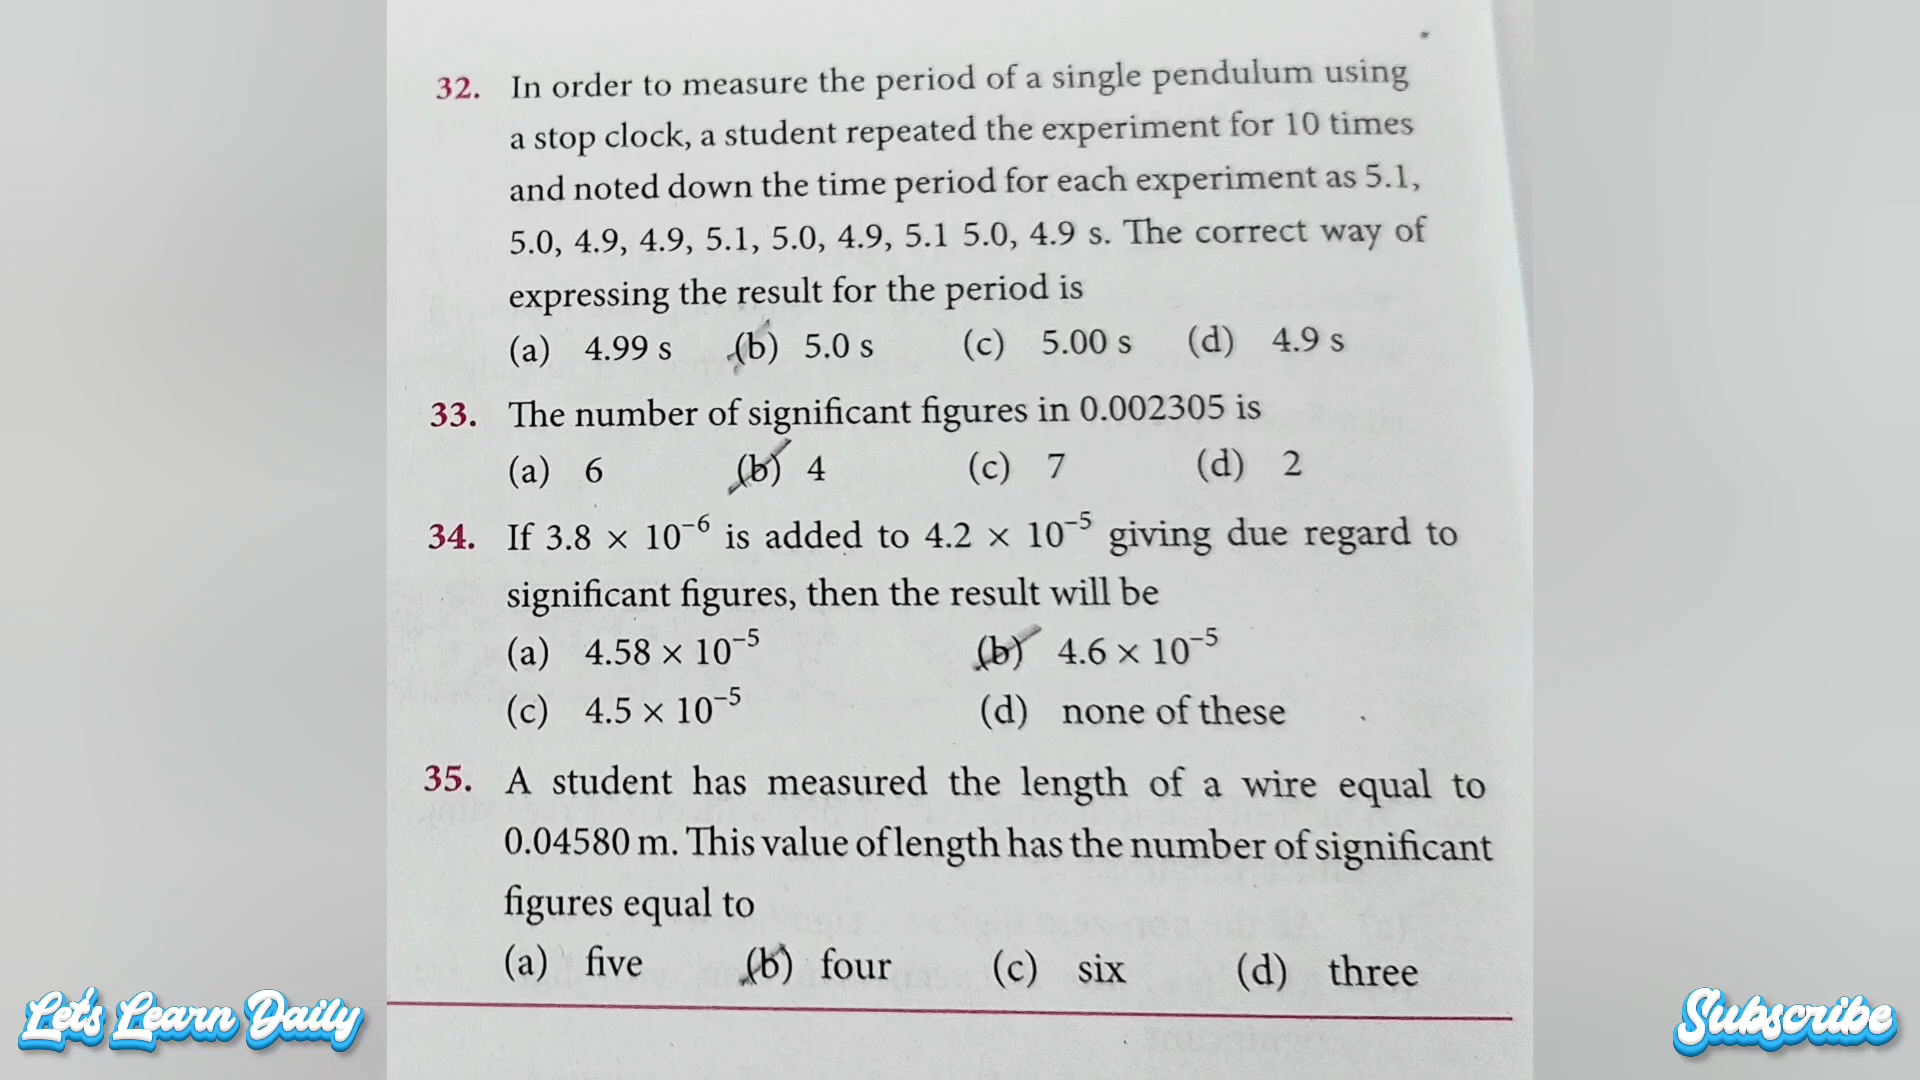 32. In order to measure the period of a single pendulum using
a stop clock, a student repeated the experiment for 10 times
and noted down the time period for each experiment as 5.1,
5.0, 4.9, 4.9, 5.1, 5.0, 4.9, 5.1 5.0, 4.9 s. The correct way of
expressing the result for the period is
(a) 4.99 s (b) 5.0 s (c) 5.00 s (d) 4.9 s
33. The number of significant figures in 0.002305 is
(a) 6 (b) 4 (c) 7 (d) 2
34. If 3.8 × 10⁻⁶ is added to 4.2 × 10⁻⁵ giving due regard to
significant figures, then the result will be
(a) 4.58 × 10⁻⁵ (b) 4.6 × 10⁻⁵
(c) 4.5 × 10⁻⁵ (d) none of these
35. A student has measured the length of a wire equal to
0.04580 m. This value of length has the number of significant
figures equal to
(a) five (b) four (c) six (d) three
Let's Learn Daily
Subscribe